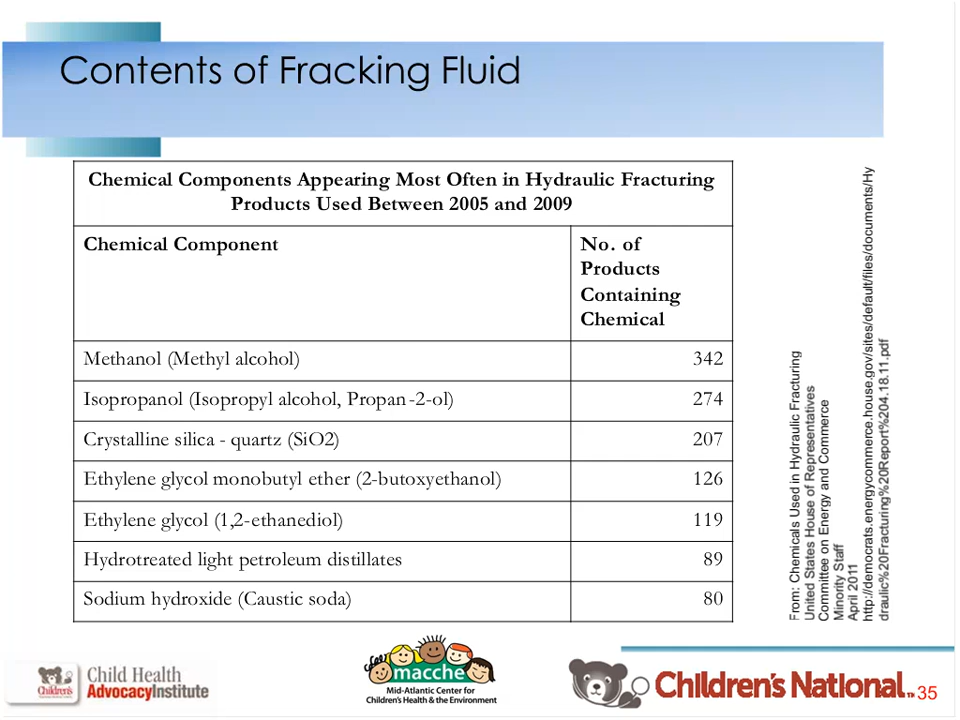 Contents of Fracking Fluid
Chemical Components Appearing Most Often in Hydraulic Fracturing
Products Used Between 2005 and 2009
Chemical Component
No. of
Products
Containing
Chemical
Methanol (Methyl alcohol) 342
Isopropanol (Isopropyl alcohol, Propan-2-ol) 274
Crystalline silica - quartz (SiO2) 207
Ethylene glycol monobutyl ether (2-butoxyethanol) 126
Ethylene glycol (1,2-ethanediol) 119
Hydrotreated light petroleum distillates 89
Sodium hydroxide (Caustic soda) 80
From: Chemicals Used in Hydraulic Fracturing
United States House of Representatives
Committee on Energy and Commerce
Minority Staff
April 2011
http://democrats.energycommerce.house.gov/sites/default/files/documents/Hy
draulic%20Fracturing%20Report%204.18.11.pdf
Children's
Child Health
AdvocacyInstitute
macche
Mid-Atlantic Center for
Children's Health & the Environment
Children's National™
35